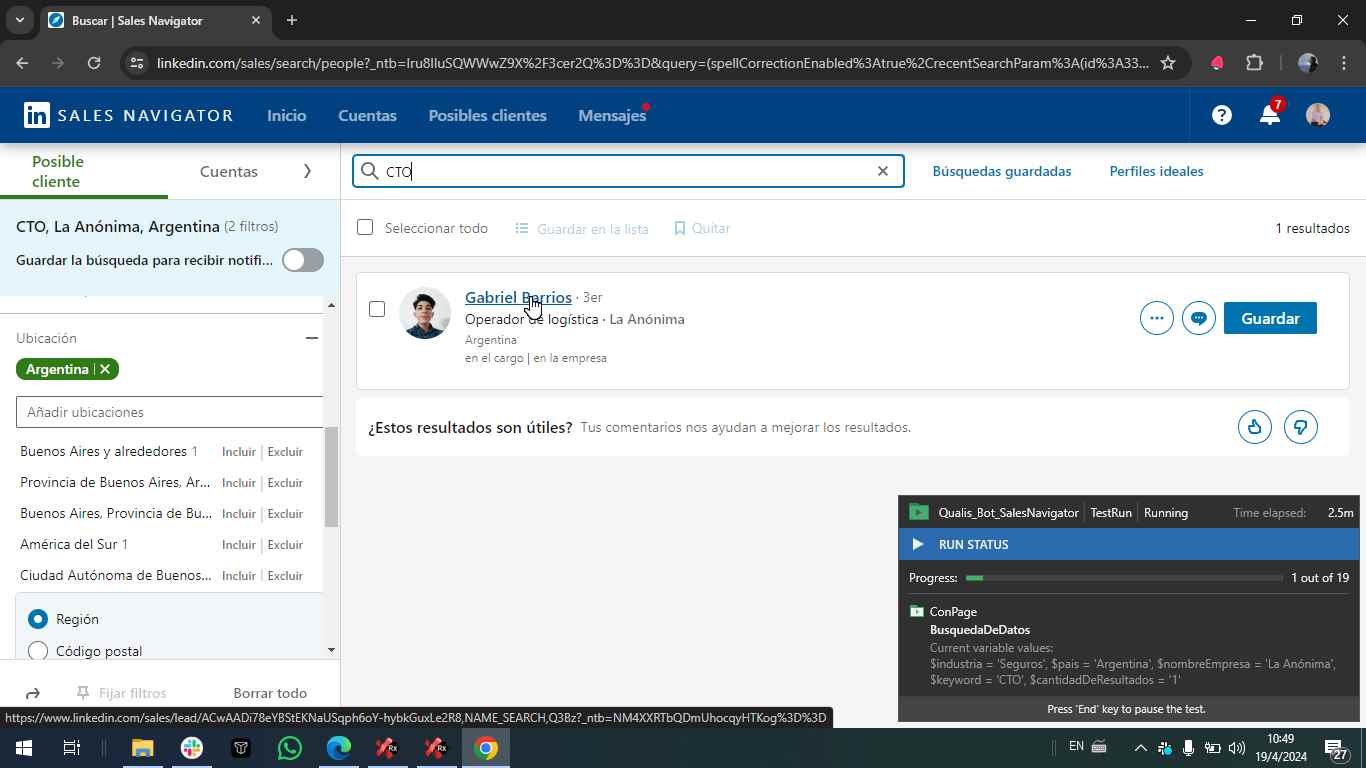 Buscar | Sales Navigator
linkedin.com/sales/search/people?_ntb=Iru8IluSQWWwZ9X%2F3cer2Q%3D%3D&query=(spellCorrectionEnabled%3Atrue%2CrecentSearchParam%3A(id%3A33...
in SALES NAVIGATOR
Inicio
Cuentas
Posibles clientes
Mensajes
7
Posible cliente
Cuentas
CTO
Búsquedas guardadas
Perfiles ideales
CTO, La Anónima, Argentina (2 filtros)
Guardar la búsqueda para recibir notifi...
Seleccionar todo
Guardar en la lista
Quitar
1 resultados
Ubicación
Argentina
Añadir ubicaciones
Buenos Aires y alrededores 1 Incluir | Excluir
Provincia de Buenos Aires, Ar... Incluir | Excluir
Buenos Aires, Provincia de Bu... Incluir | Excluir
América del Sur 1 Incluir | Excluir
Ciudad Autónoma de Buenos... Incluir | Excluir
Región
Código postal
Fijar filtros
Borrar todo
Gabriel Barrios · 3er
Operador de logística · La Anónima
Argentina
en el cargo | en la empresa
Guardar
¿Estos resultados son útiles? Tus comentarios nos ayudan a mejorar los resultados.
Qualis_Bot_SalesNavigator | TestRun | Running
Time elapsed: 2.5m
RUN STATUS
Progress: 1 out of 19
ConPage
BusquedaDeDatos
Current variable values:
$industria = 'Seguros', $pais = 'Argentina', $nombreEmpresa = 'La Anónima',
$keyword = 'CTO', $cantidadDeResultados = '1'
Press 'End' key to pause the test.
https://www.linkedin.com/sales/lead/ACwAADi78eYBStEKNaUSqph6oY-hybkGuxLe2R8,NAME_SEARCH,Q3Bz?_ntb=NM4XXRTbQDmUhocqyHTKog%3D%3D
Rx
Rx
EN
10:49
19/4/2024
27